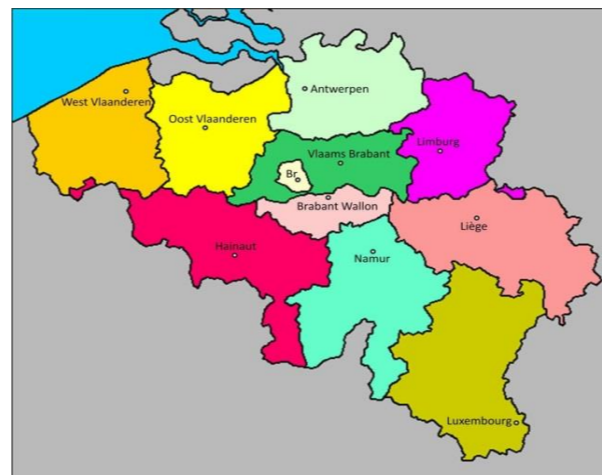 Antwerpen
West Vlaanderen
Oost Vlaanderen
Limburg
Vlaams Brabant
Br
Brabant Wallon
Liège
Hainaut
Namur
Luxembourg